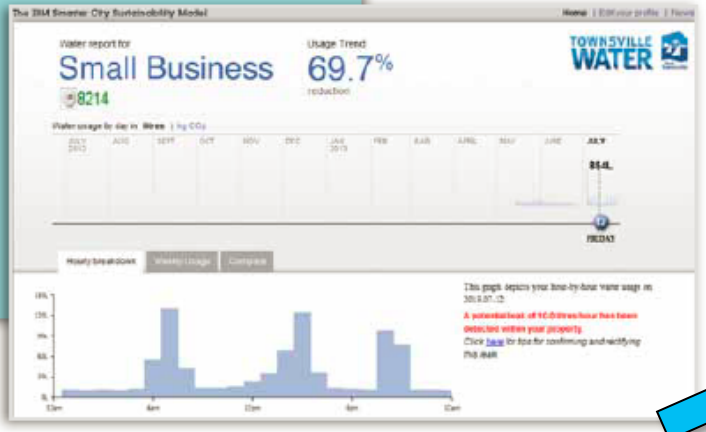 The IBM Smarter City Sustainability Model
Home | Edit your profile | News
Water report for
Small Business
8214
Usage Trend
69.7%
reduction
TOWNSVILLE
WATER
Water usage by day in litres | kg CO2
JULY 2012 AUG SEPT OCT NOV DEC JAN 2013 FEB MAR APRIL MAY JUNE JULY
FRIDAY
Hourly breakdown Weekly Usage Compare
This graph depicts your hour-by-hour water usage on
2013.07.12
A potential leak of 10.0 litres/hour has been
detected within your property.
Click here for tips for confirming and rectifying
this leak
12am 6am 12pm 6pm 12am